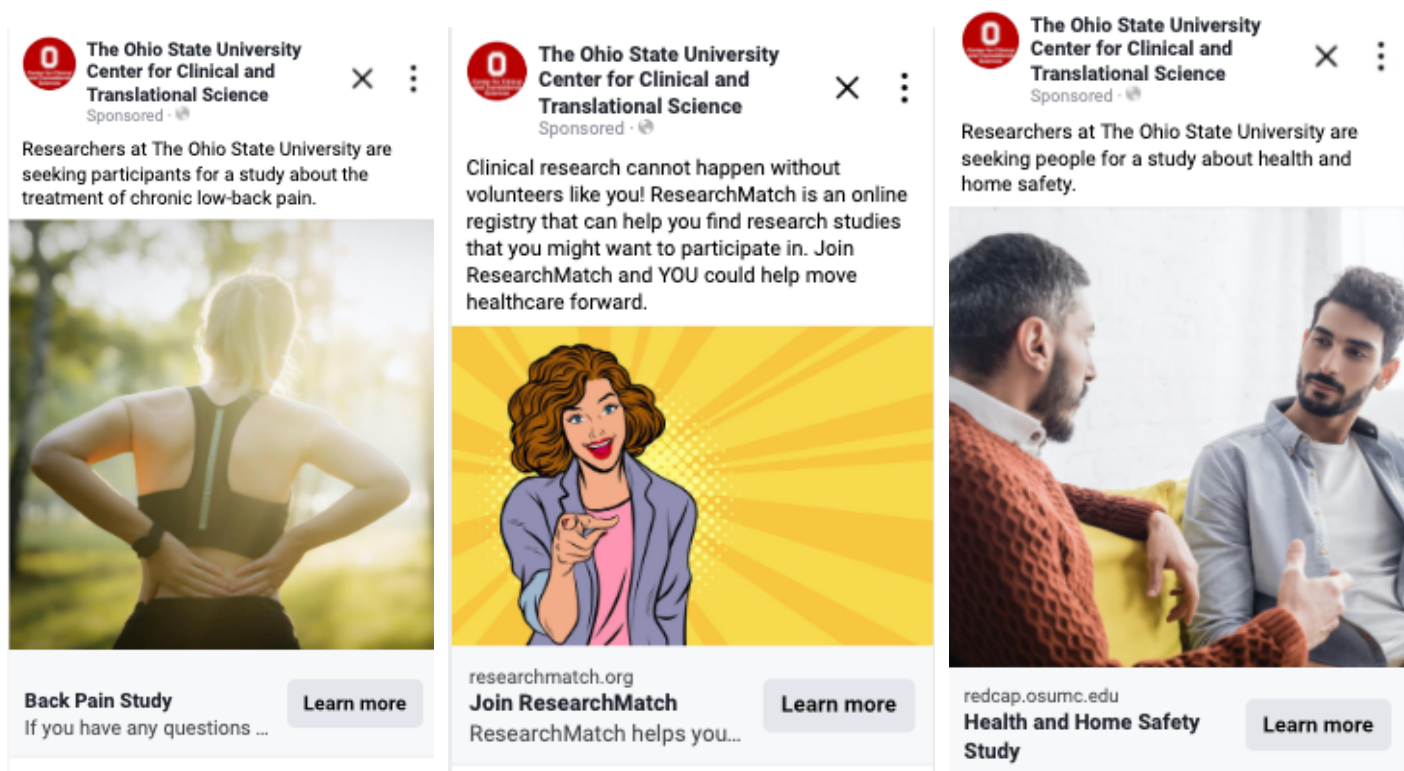 The Ohio State University
Center for Clinical and
Translational Science
Sponsored ·
Researchers at The Ohio State University are
seeking participants for a study about the
treatment of chronic low-back pain.
Back Pain Study
If you have any questions ...
Learn more
O
The Ohio State University
Center for Clinical and
Translational Science
Sponsored ·
Clinical research cannot happen without
volunteers like you! ResearchMatch is an online
registry that can help you find research studies
that you might want to participate in. Join
ResearchMatch and YOU could help move
healthcare forward.
researchmatch.org
Join ResearchMatch
ResearchMatch helps you...
Learn more
O
The Ohio State University
Center for Clinical and
Translational Science
Sponsored ·
Researchers at The Ohio State University are
seeking people for a study about health and
home safety.
redcap.osumc.edu
Health and Home Safety
Study
Learn more
O